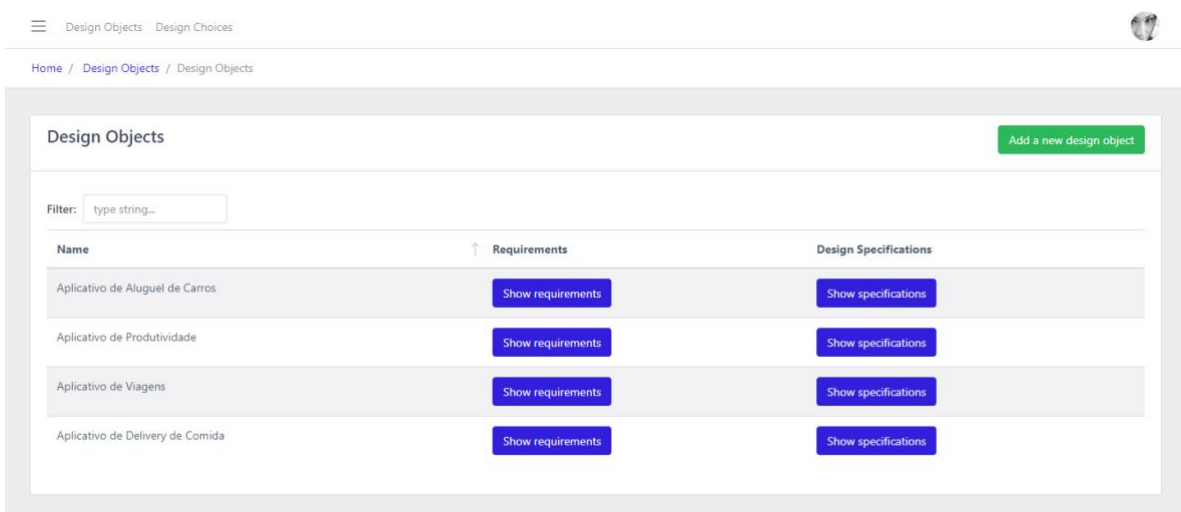 Design Objects Design Choices
Home / Design Objects / Design Objects
Design Objects Add a new design object
Filter: type string...
Name ↑ Requirements Design Specifications
Aplicativo de Aluguel de Carros Show requirements Show specifications
Aplicativo de Produtividade Show requirements Show specifications
Aplicativo de Viagens Show requirements Show specifications
Aplicativo de Delivery de Comida Show requirements Show specifications